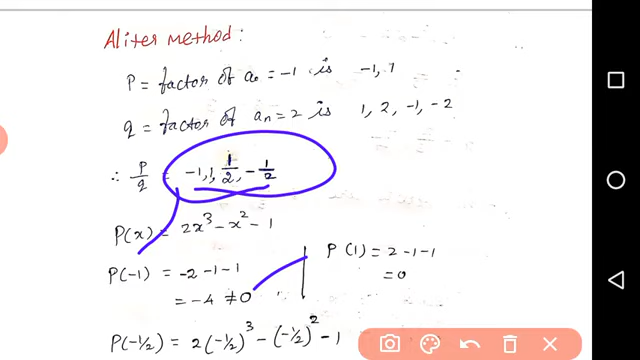 Aliter method:
P = factor of a₀ = -1 is -1, 1
q = factor of aₙ = 2 is 1, 2, -1, -2
∴ P/q = -1, 1, 1/2, -1/2
P(x) = 2x³ - x² - 1
P(-1) = -2 -1 -1
= -4 ≠ 0
P(1) = 2 -1 -1
= 0
P(-1/2) = 2(-1/2)³ - (-1/2)² - 1